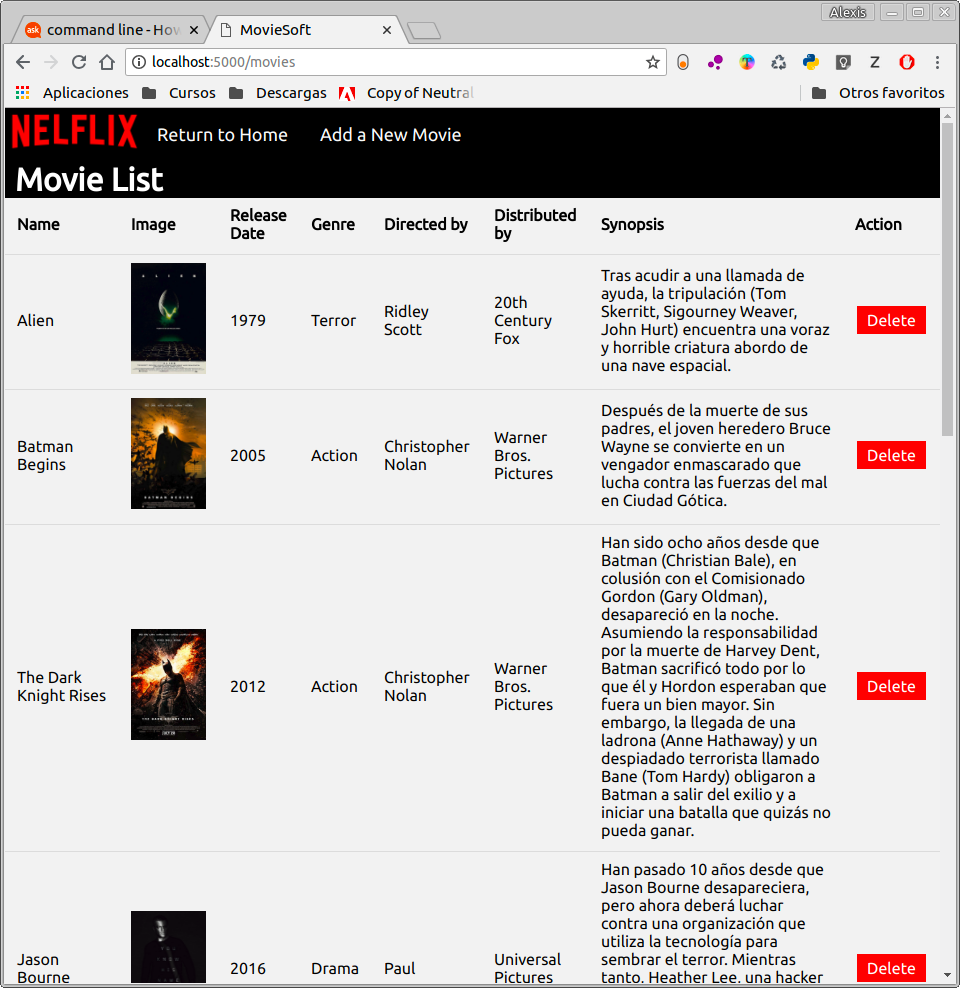 Alexis
command line - How
MovieSoft
localhost:5000/movies
Aplicaciones
Cursos
Descargas
Copy of Neutral
Otros favoritos
NELFLIX
Return to Home
Add a New Movie
Movie List
Name
Image
Release
Date
Genre
Directed by
Distributed
by
Synopsis
Action
Alien
ALIEN
1979
Terror
Ridley
Scott
20th
Century
Fox
Tras acudir a una llamada de
ayuda, la tripulación (Tom
Skerritt, Sigourney Weaver,
John Hurt) encuentra una voraz
y horrible criatura abordo de
una nave espacial.
Delete
Batman
Begins
BATMAN BEGINS
2005
Action
Christopher
Nolan
Warner
Bros.
Pictures
Después de la muerte de sus
padres, el joven heredero Bruce
Wayne se convierte en un
vengador enmascarado que
lucha contra las fuerzas del mal
en Ciudad Gótica.
Delete
The Dark
Knight Rises
THE DARK KNIGHT RISES
2012
Action
Christopher
Nolan
Warner
Bros.
Pictures
Han sido ocho años desde que
Batman (Christian Bale), en
colusión con el Comisionado
Gordon (Gary Oldman),
desapareció en la noche.
Asumiendo la responsabilidad
por la muerte de Harvey Dent,
Batman sacrificó todo por lo
que él y Hordon esperaban que
fuera un bien mayor. Sin
embargo, la llegada de una
ladrona (Anne Hathaway) y un
despiadado terrorista llamado
Bane (Tom Hardy) obligaron a
Batman a salir del exilio y a
iniciar una batalla que quizás no
pueda ganar.
Delete
Jason
Bourne
2016
Drama
Paul
Universal
Pictures
Han pasado 10 años desde que
Jason Bourne desapareciera,
pero ahora deberá luchar
contra una organización que
utiliza la tecnología para
sembrar el terror. Mientras
tanto, Heather Lee, una hacker
Delete